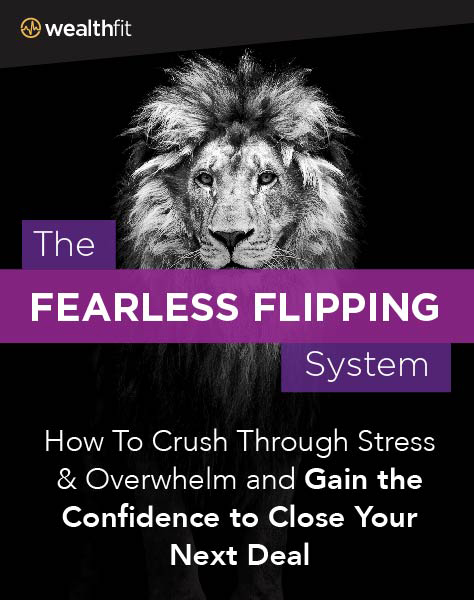 wealthfit
The
FEARLESS FLIPPING
System
How To Crush Through Stress
& Overwhelm and Gain the
Confidence to Close Your
Next Deal